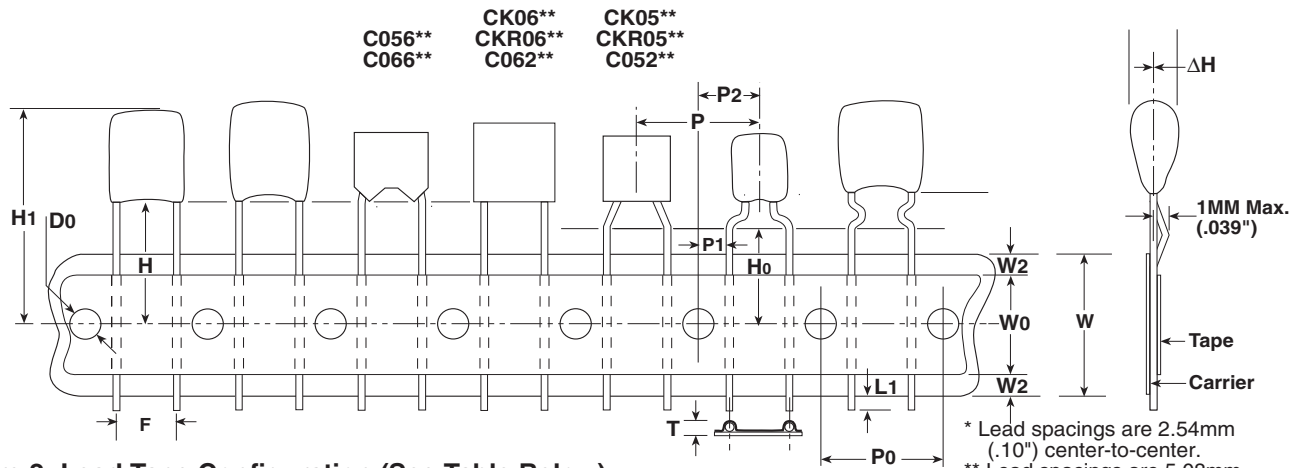 CK06** CK05**
C056** CKR06** CKR05**
C066** C062** C052**
ΔH
P2
P
H1
D0
1MM Max.
(.039")
P1
H
H0
W2
W0
W
Tape
W2
L1
Carrier
F
T
* Lead spacings are 2.54mm
(.10") center-to-center.
P0